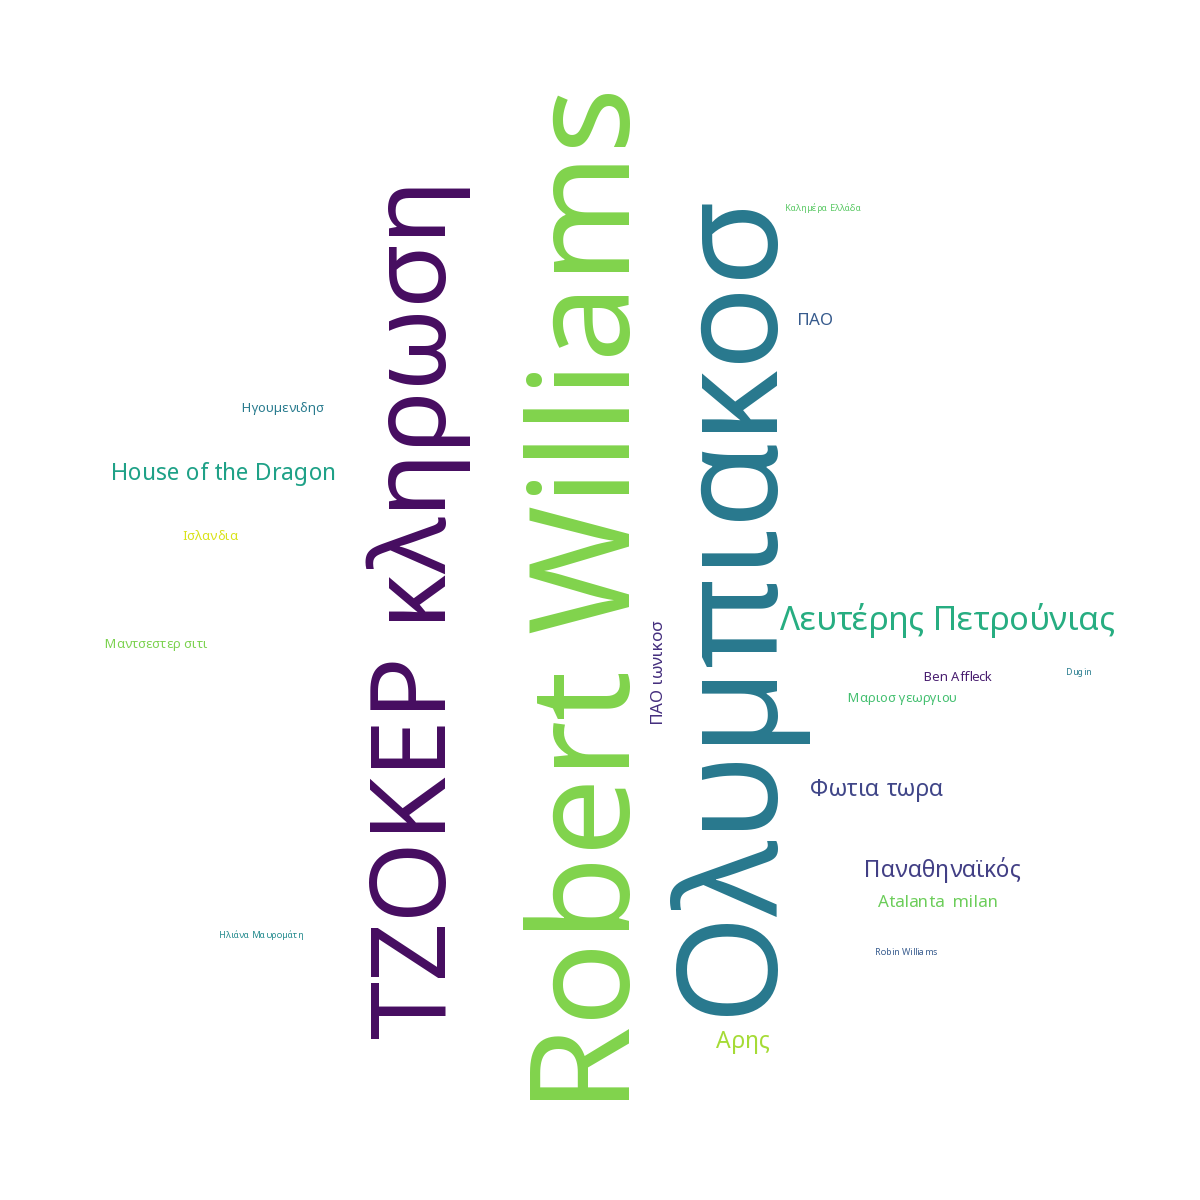 ΤΖΟΚΕΡ κληρωση
Robert Williams
Ολυμπιακοσ
Καλημέρα Ελλάδα
ΠΑΟ
Ηγουμενιδησ
House of the Dragon
Ισλανδια
Μαντσεστερ σιτι
ΠΑΟ ιωνικοσ
Λευτέρης Πετρούνιας
Ben Affleck
Dugin
Μαριοσ γεωργιου
Φωτια τωρα
Παναθηναϊκός
Atalanta milan
Ηλιάνα Μαυρομάτη
Robin Williams
Αρης